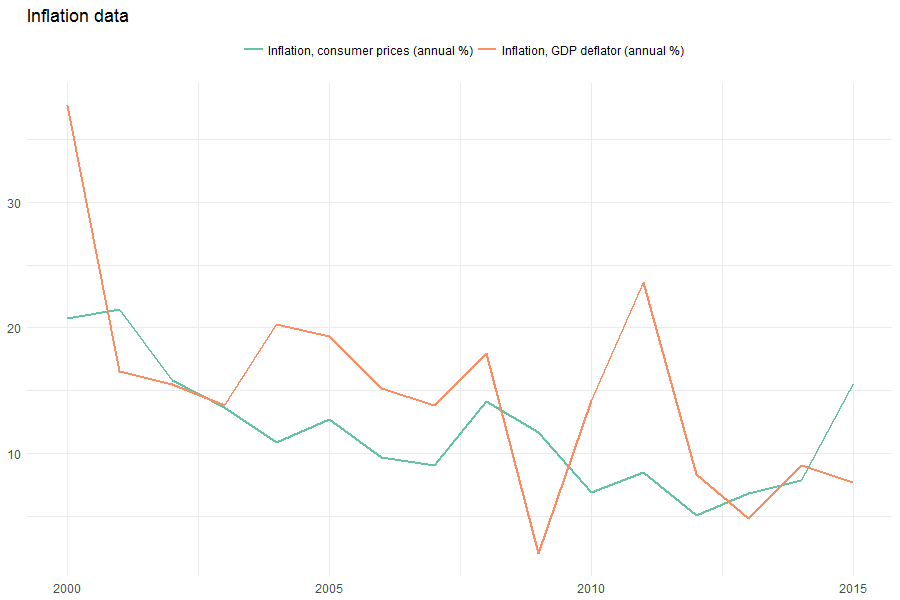 Inflation data
Inflation, consumer prices (annual %) Inflation, GDP deflator (annual %)
30
20
10
2000 2005 2010 2015